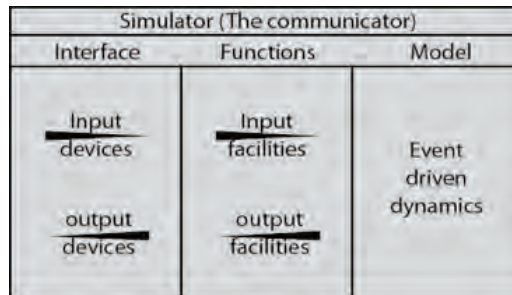 Simulator (The communicator)
Interface
Functions
Model
Input
devices
output
devices
Input
facilities
output
facilities
Event
driven
dynamics